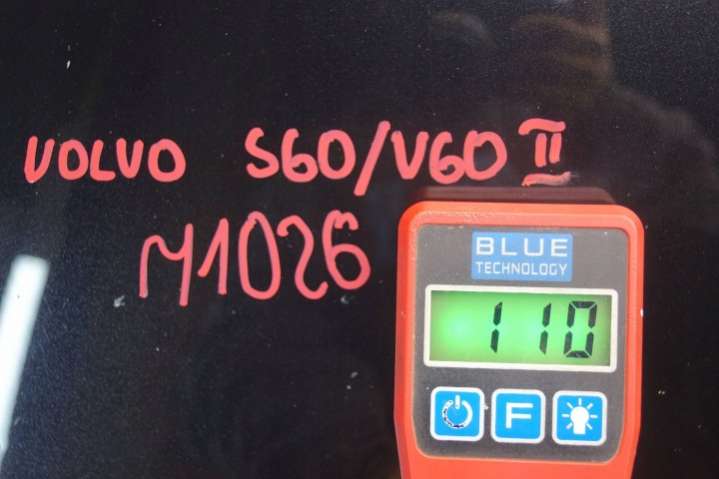 VOLVO S60/V60 II
M1026
BLUE
TECHNOLOGY
110
F